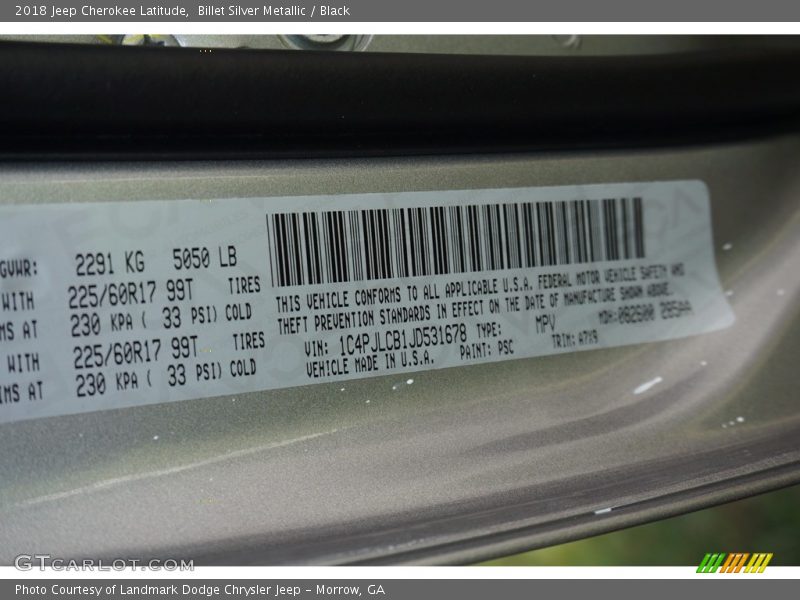 2018 Jeep Cherokee Latitude, Billet Silver Metallic / Black
GVWR: 2291 KG 5050 LB
WITH 225/60R17 99T TIRES
MS AT 230 KPA ( 33 PSI) COLD
WITH 225/60R17 99T TIRES
IMS AT 230 KPA ( 33 PSI) COLD
THIS VEHICLE CONFORMS TO ALL APPLICABLE U.S.A. FEDERAL MOTOR VEHICLE SAFETY AND
THEFT PREVENTION STANDARDS IN EFFECT ON THE DATE OF MANUFACTURE SHOWN ABOVE.
VIN: 1C4PJLCB1JD531678 TYPE: MPV MDH:
VEHICLE MADE IN U.S.A. PAINT: PSC TRIM:
GTCARLOT.COM
Photo Courtesy of Landmark Dodge Chrysler Jeep – Morrow, GA